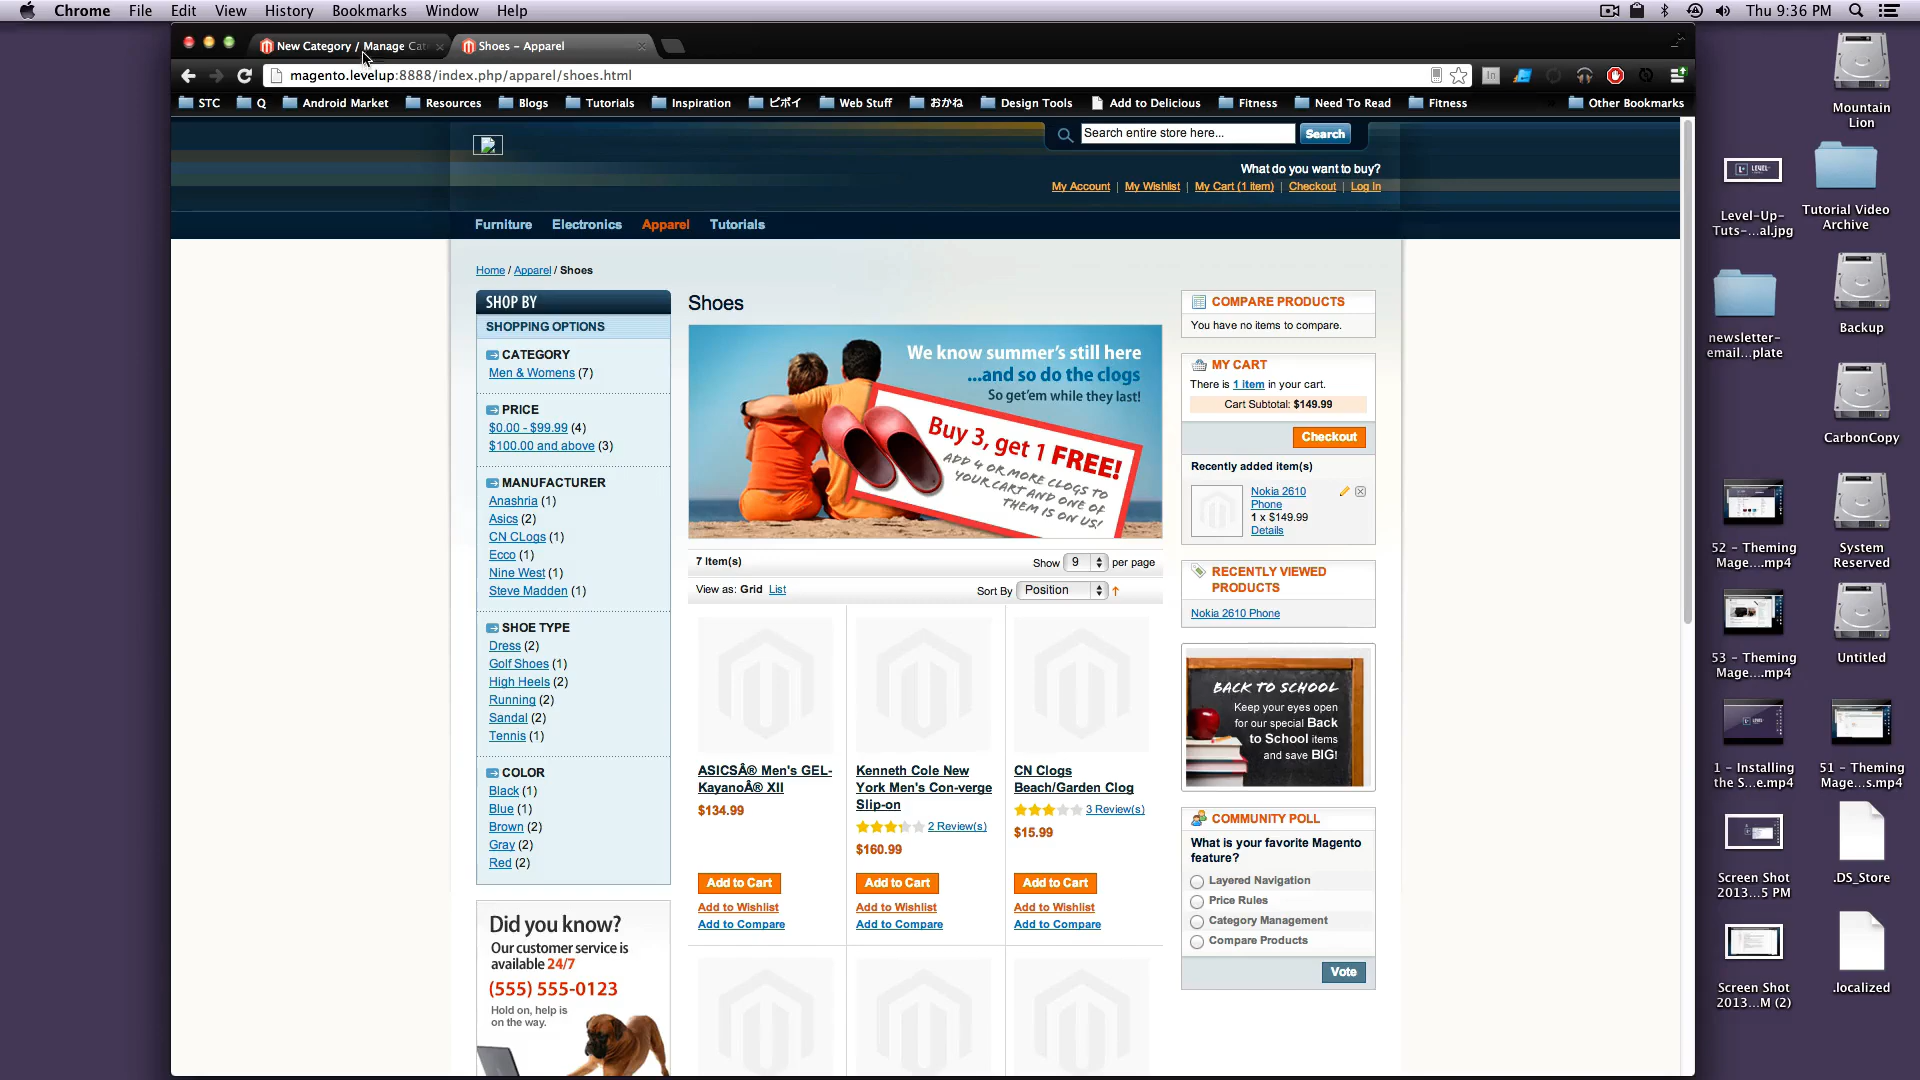 Chrome File Edit View History Bookmarks Window Help
Thu 9:36 PM
New Category / Manage Cat
Shoes – Apparel
magento.levelup:8888/index.php/apparel/shoes.html
STC Q Android Market Resources Blogs Tutorials Inspiration ビボイ Web Stuff おかね Design Tools Add to Delicious Fitness Need To Read Fitness Other Bookmarks
Search entire store here... Search
What do you want to buy?
My Account | My Wishlist | My Cart (1 item) | Checkout | Log In
Furniture Electronics Apparel Tutorials
Home / Apparel / Shoes
SHOP BY
SHOPPING OPTIONS
CATEGORY
Men & Womens (7)
PRICE
$0.00 - $99.99 (4)
$100.00 and above (3)
MANUFACTURER
Anashria (1)
Asics (2)
CN CLogs (1)
Ecco (1)
Nine West (1)
Steve Madden (1)
SHOE TYPE
Dress (2)
Golf Shoes (1)
High Heels (2)
Running (2)
Sandal (2)
Tennis (1)
COLOR
Black (1)
Blue (1)
Brown (2)
Gray (2)
Red (2)
Did you know?
Our customer service is
available 24/7
(555) 555-0123
Hold on, help is
on the way.
Shoes
We know summer's still here
...and so do the clogs
So get'em while they last!
Buy 3, get 1 FREE!
ADD 4 OR MORE CLOGS TO
YOUR CART AND ONE OF
THEM IS ON US!
7 Item(s)
Show 9 per page
View as: Grid List
Sort By Position
ASICSÂ® Men's GEL-
KayanoÂ® XII
$134.99
Add to Cart
Add to Wishlist
Add to Compare
Kenneth Cole New
York Men's Con-verge
Slip-on
2 Review(s)
$160.99
Add to Cart
Add to Wishlist
Add to Compare
CN Clogs
Beach/Garden Clog
3 Review(s)
$15.99
Add to Cart
Add to Wishlist
Add to Compare
COMPARE PRODUCTS
You have no items to compare.
MY CART
There is 1 item in your cart.
Cart Subtotal: $149.99
Checkout
Recently added item(s)
Nokia 2610
Phone
1 x $149.99
Details
RECENTLY VIEWED
PRODUCTS
Nokia 2610 Phone
BACK TO SCHOOL
Keep your eyes open
for our special Back
to School items
and save BIG!
COMMUNITY POLL
What is your favorite Magento
feature?
Layered Navigation
Price Rules
Category Management
Compare Products
Vote
Mountain
Lion
Level-Up-
Tuts-...al.jpg
Tutorial Video
Archive
newsletter-
email...plate
Backup
CarbonCopy
52 – Theming
Mage....mp4
System
Reserved
53 – Theming
Mage....mp4
Untitled
1 – Installing
the S...e.mp4
51 – Theming
Mage...s.mp4
Screen Shot
2013...5 PM
.DS_Store
Screen Shot
2013...M (2)
.localized